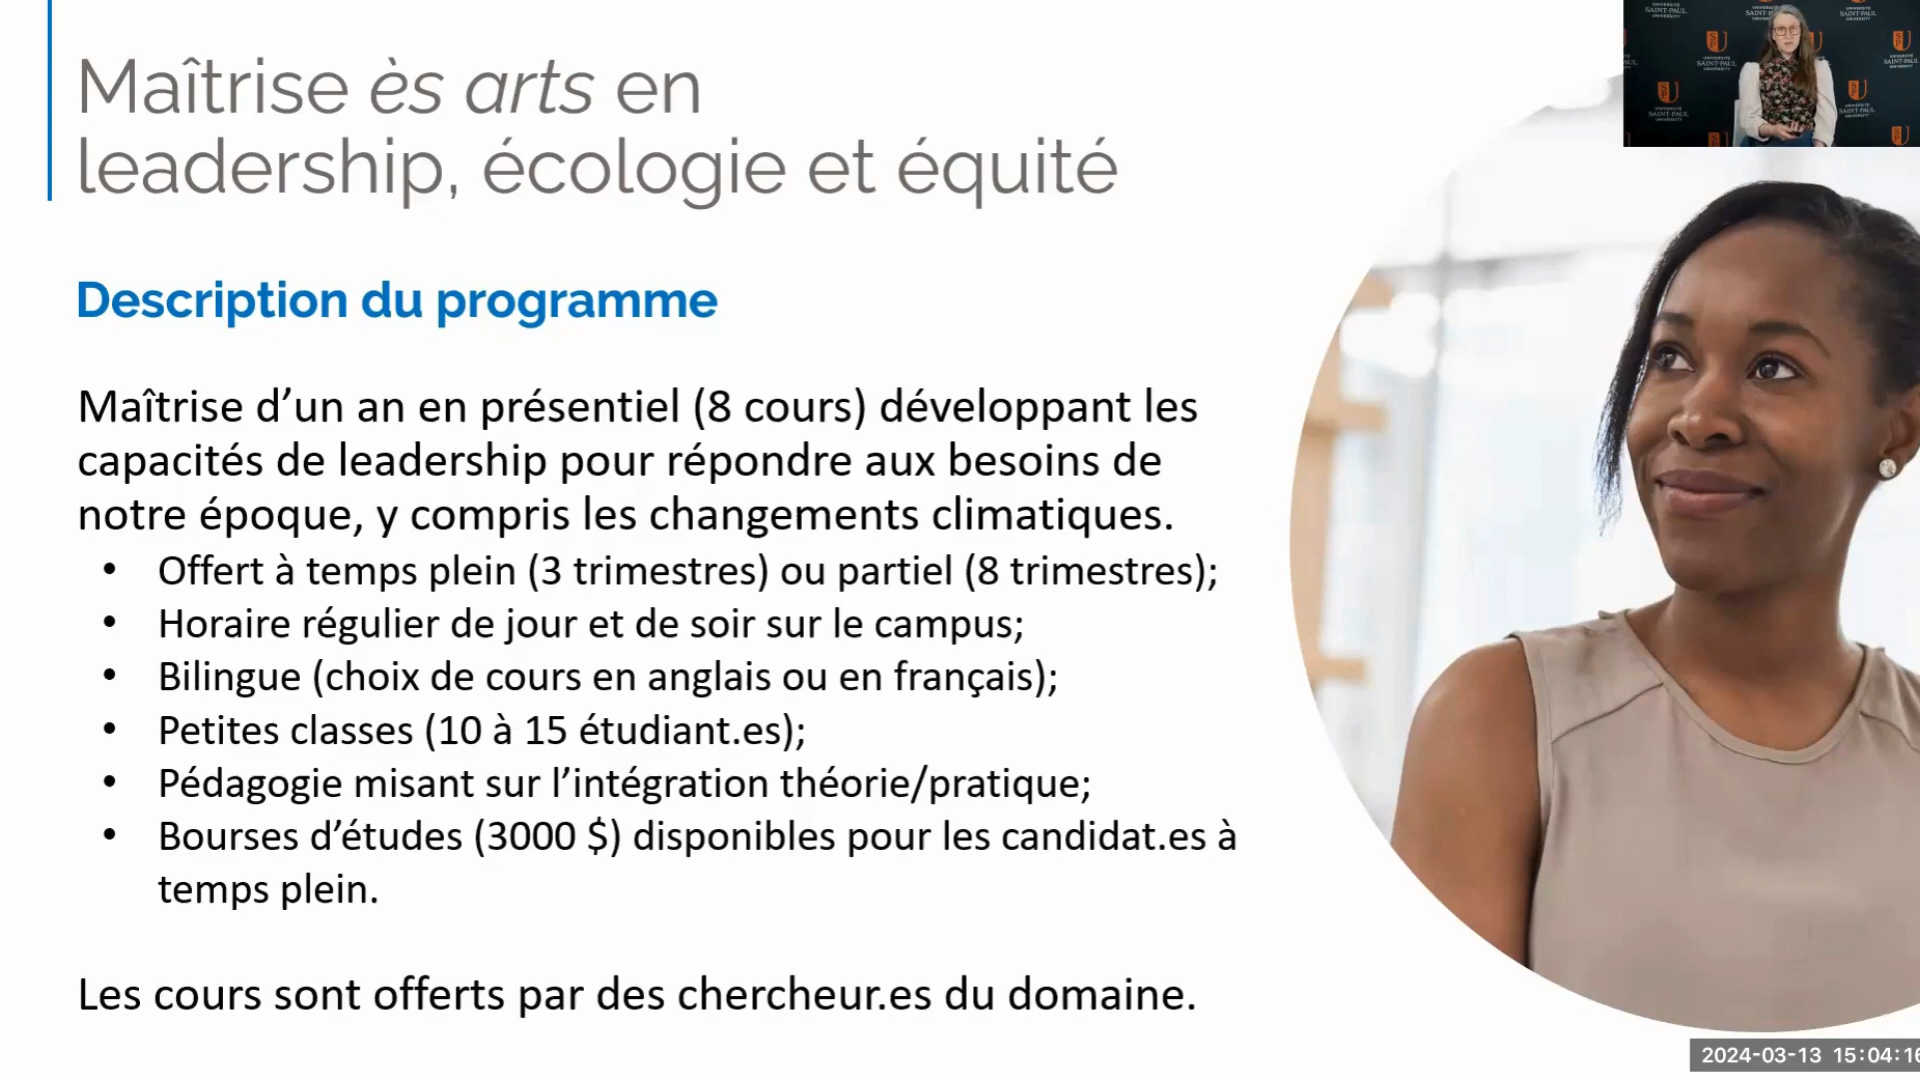 Maîtrise ès arts en
leadership, écologie et équité
Description du programme
Maîtrise d’un an en présentiel (8 cours) développant les
capacités de leadership pour répondre aux besoins de
notre époque, y compris les changements climatiques.
• Offert à temps plein (3 trimestres) ou partiel (8 trimestres);
• Horaire régulier de jour et de soir sur le campus;
• Bilingue (choix de cours en anglais ou en français);
• Petites classes (10 à 15 étudiant.es);
• Pédagogie misant sur l’intégration théorie/pratique;
• Bourses d’études (3000 $) disponibles pour les candidat.es à
temps plein.
Les cours sont offerts par des chercheur.es du domaine.
UNIVERSITÉ
SAINT-PAUL
UNIVERSITY
2024-03-13 15:04:16